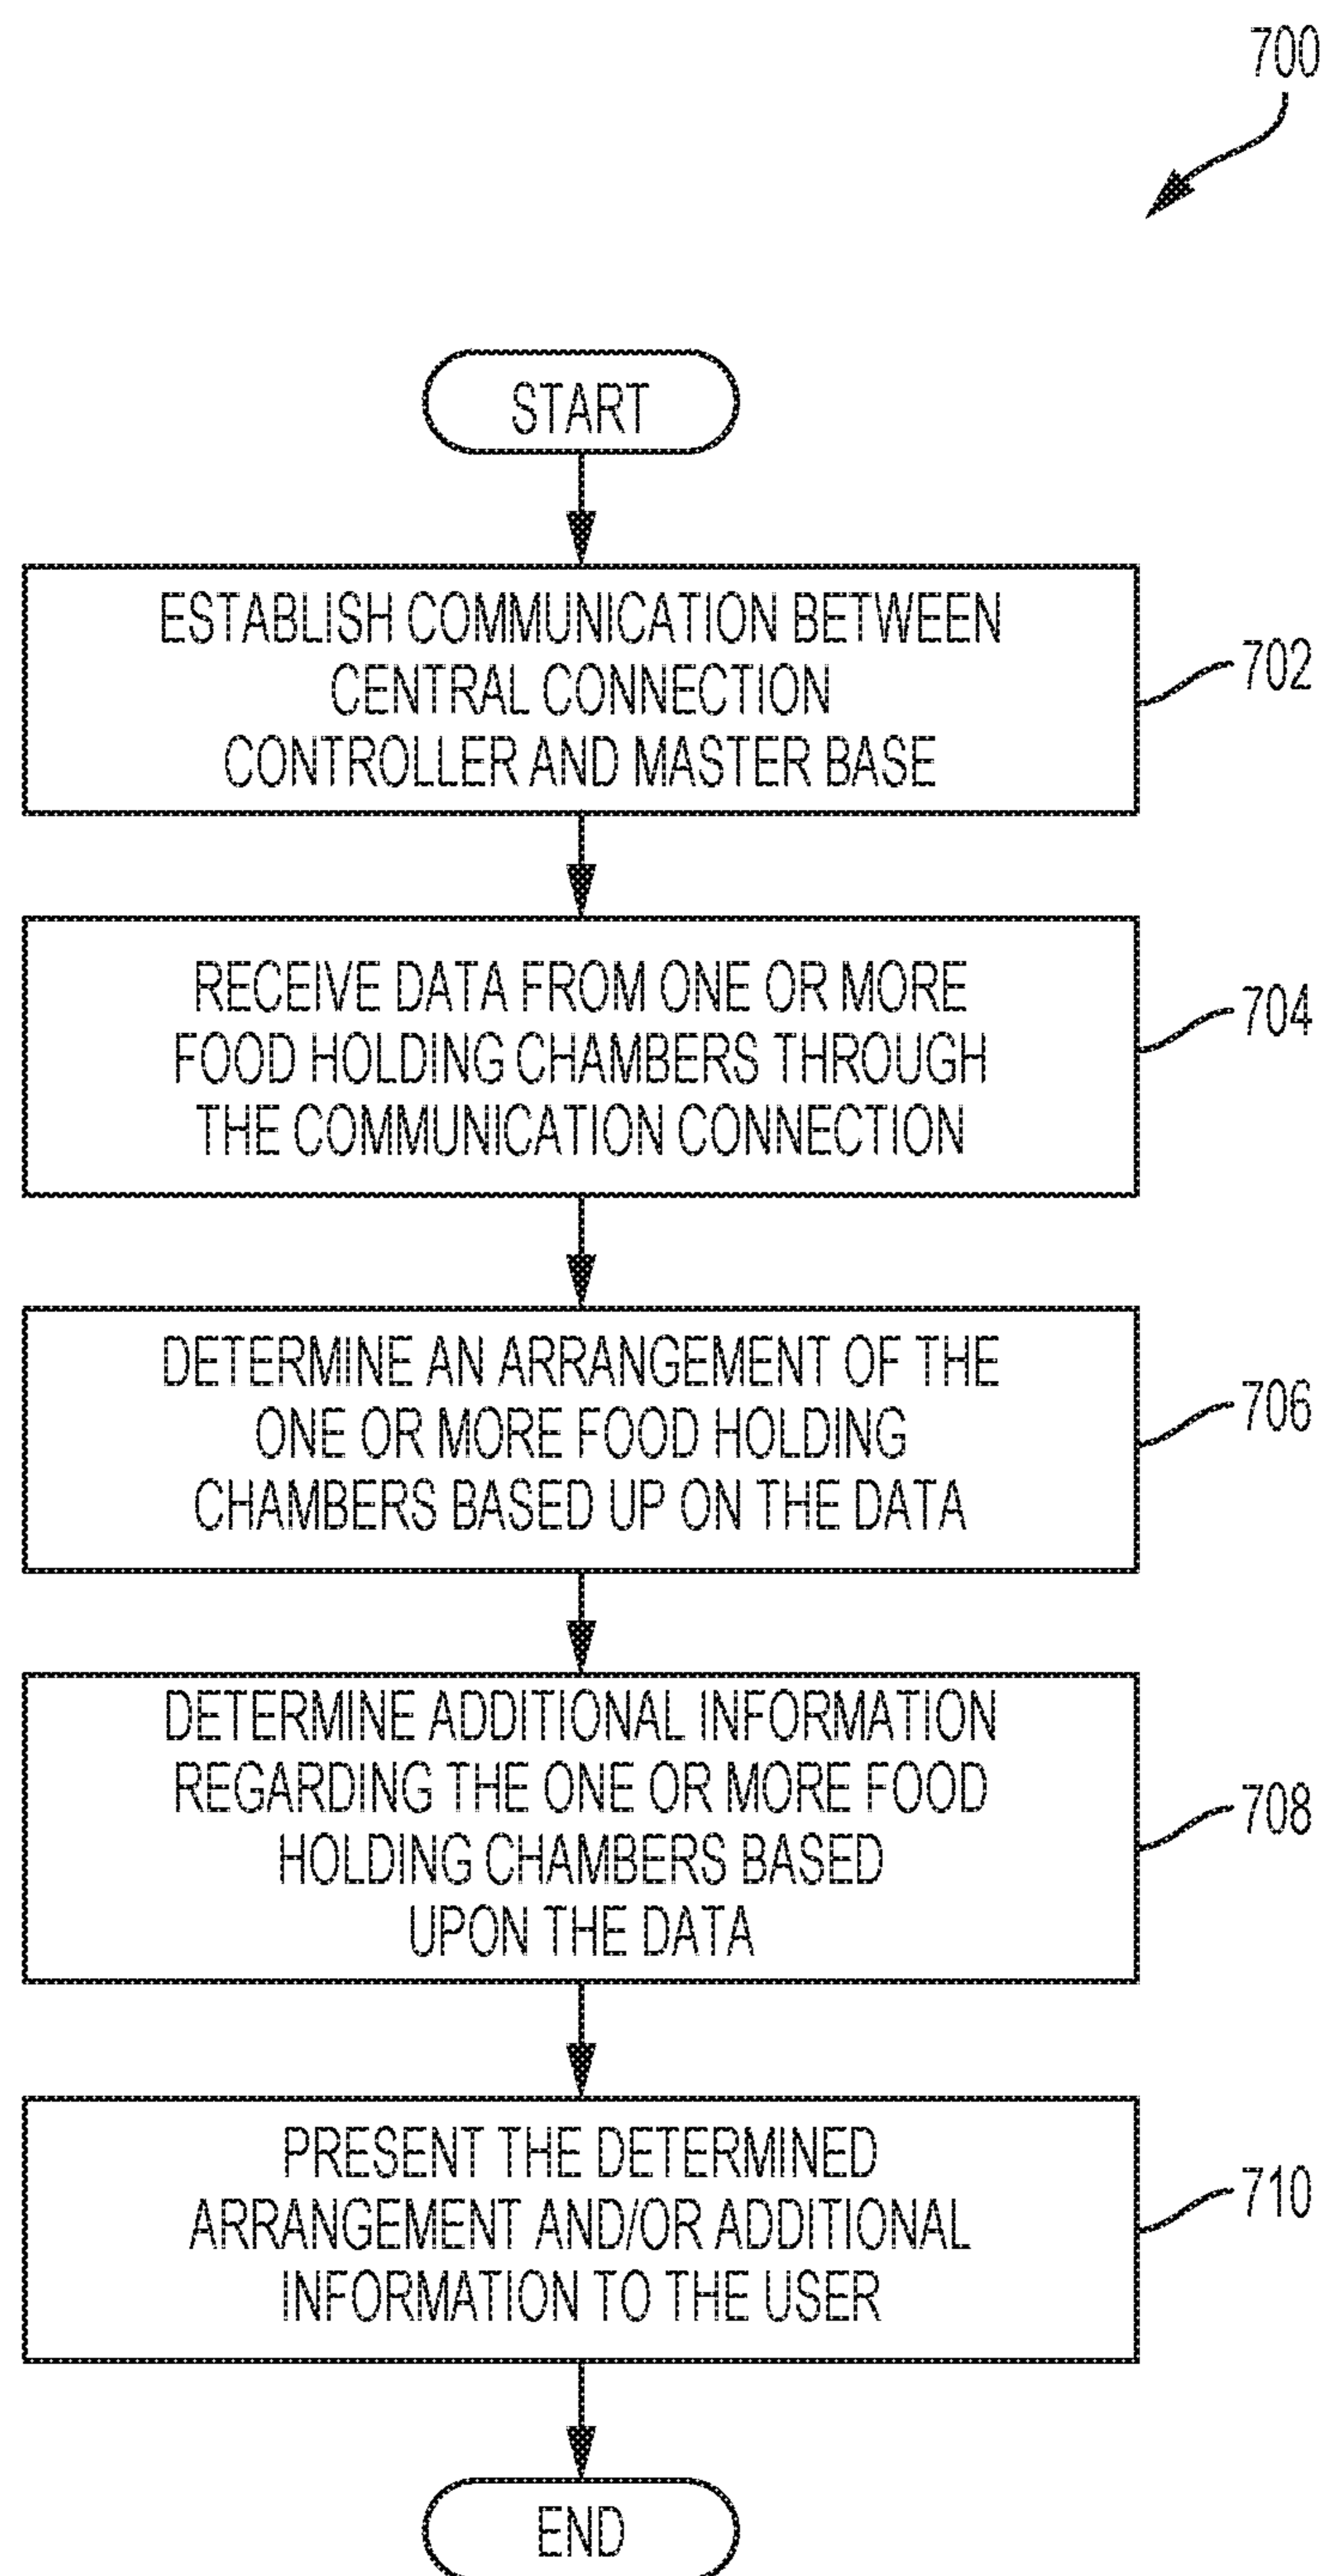 700
START
ESTABLISH COMMUNICATION BETWEEN
CENTRAL CONNECTION
CONTROLLER AND MASTER BASE
702
RECEIVE DATA FROM ONE OR MORE
FOOD HOLDING CHAMBERS THROUGH
THE COMMUNICATION CONNECTION
704
DETERMINE AN ARRANGEMENT OF THE
ONE OR MORE FOOD HOLDING
CHAMBERS BASED UP ON THE DATA
706
DETERMINE ADDITIONAL INFORMATION
REGARDING THE ONE OR MORE FOOD
HOLDING CHAMBERS BASED
UPON THE DATA
708
PRESENT THE DETERMINED
ARRANGEMENT AND/OR ADDITIONAL
INFORMATION TO THE USER
710
END